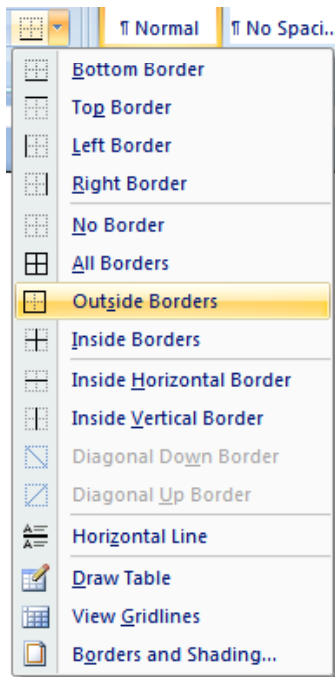 ¶ Normal ¶ No Spaci...
Bottom Border
Top Border
Left Border
Right Border
No Border
All Borders
Outside Borders
Inside Borders
Inside Horizontal Border
Inside Vertical Border
Diagonal Down Border
Diagonal Up Border
Horizontal Line
Draw Table
View Gridlines
Borders and Shading...